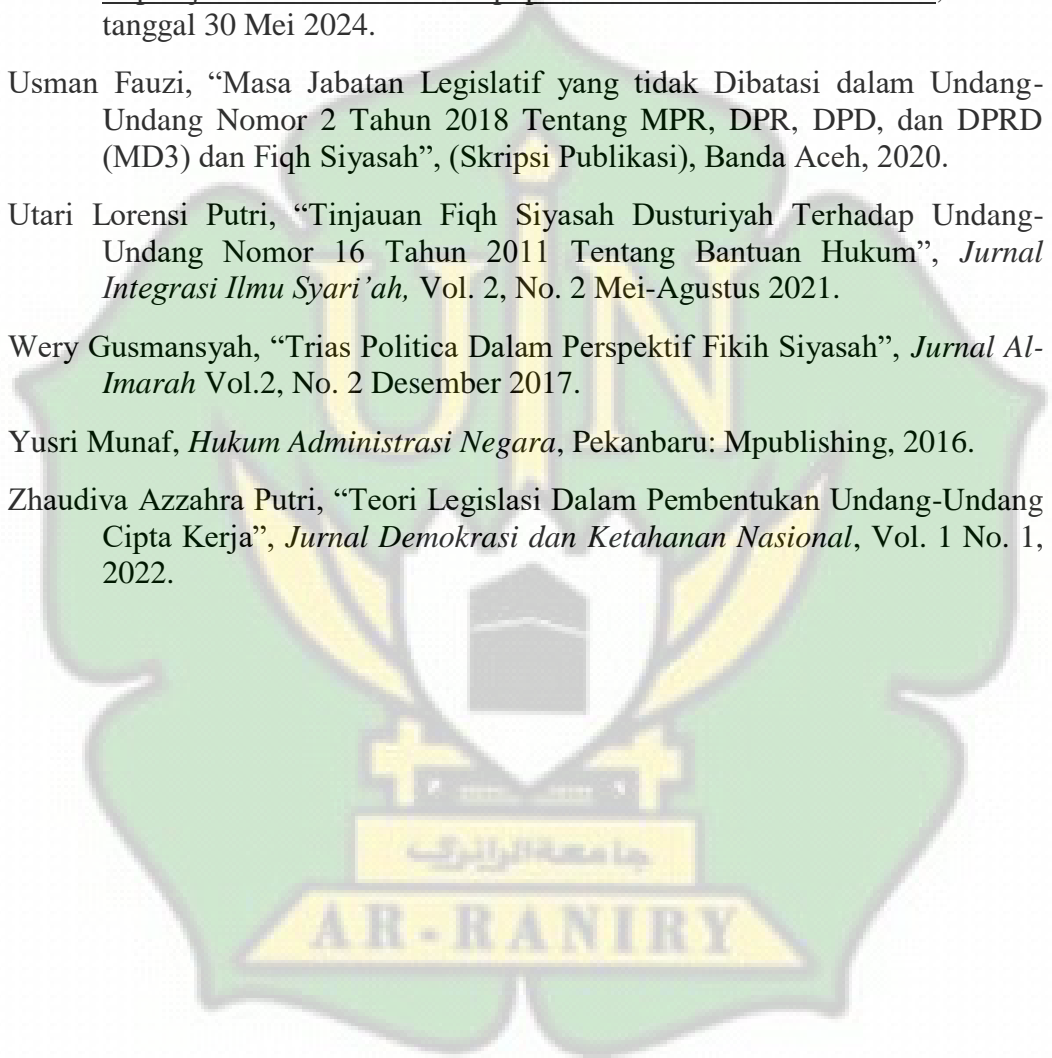 tanggal 30 Mei 2024.
Usman Fauzi, “Masa Jabatan Legislatif yang tidak Dibatasi dalam Undang-
Undang Nomor 2 Tahun 2018 Tentang MPR, DPR, DPD, dan DPRD
(MD3) dan Fiqh Siyasah”, (Skripsi Publikasi), Banda Aceh, 2020.
Utari Lorensi Putri, “Tinjauan Fiqh Siyasah Dusturiyah Terhadap Undang-
Undang Nomor 16 Tahun 2011 Tentang Bantuan Hukum”, Jurnal
Integrasi Ilmu Syari’ah, Vol. 2, No. 2 Mei-Agustus 2021.
Wery Gusmansyah, “Trias Politica Dalam Perspektif Fikih Siyasah”, Jurnal Al-
Imarah Vol.2, No. 2 Desember 2017.
Yusri Munaf, Hukum Administrasi Negara, Pekanbaru: Mpublishing, 2016.
Zhaudiva Azzahra Putri, “Teori Legislasi Dalam Pembentukan Undang-Undang
Cipta Kerja”, Jurnal Demokrasi dan Ketahanan Nasional, Vol. 1 No. 1,
2022.
UIN
جامعة الرانري
AR-RANIRY